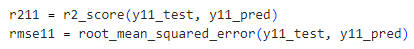 r211 = r2_score(y11_test, y11_pred)
rmse11 = root_mean_squared_error(y11_test, y11_pred)